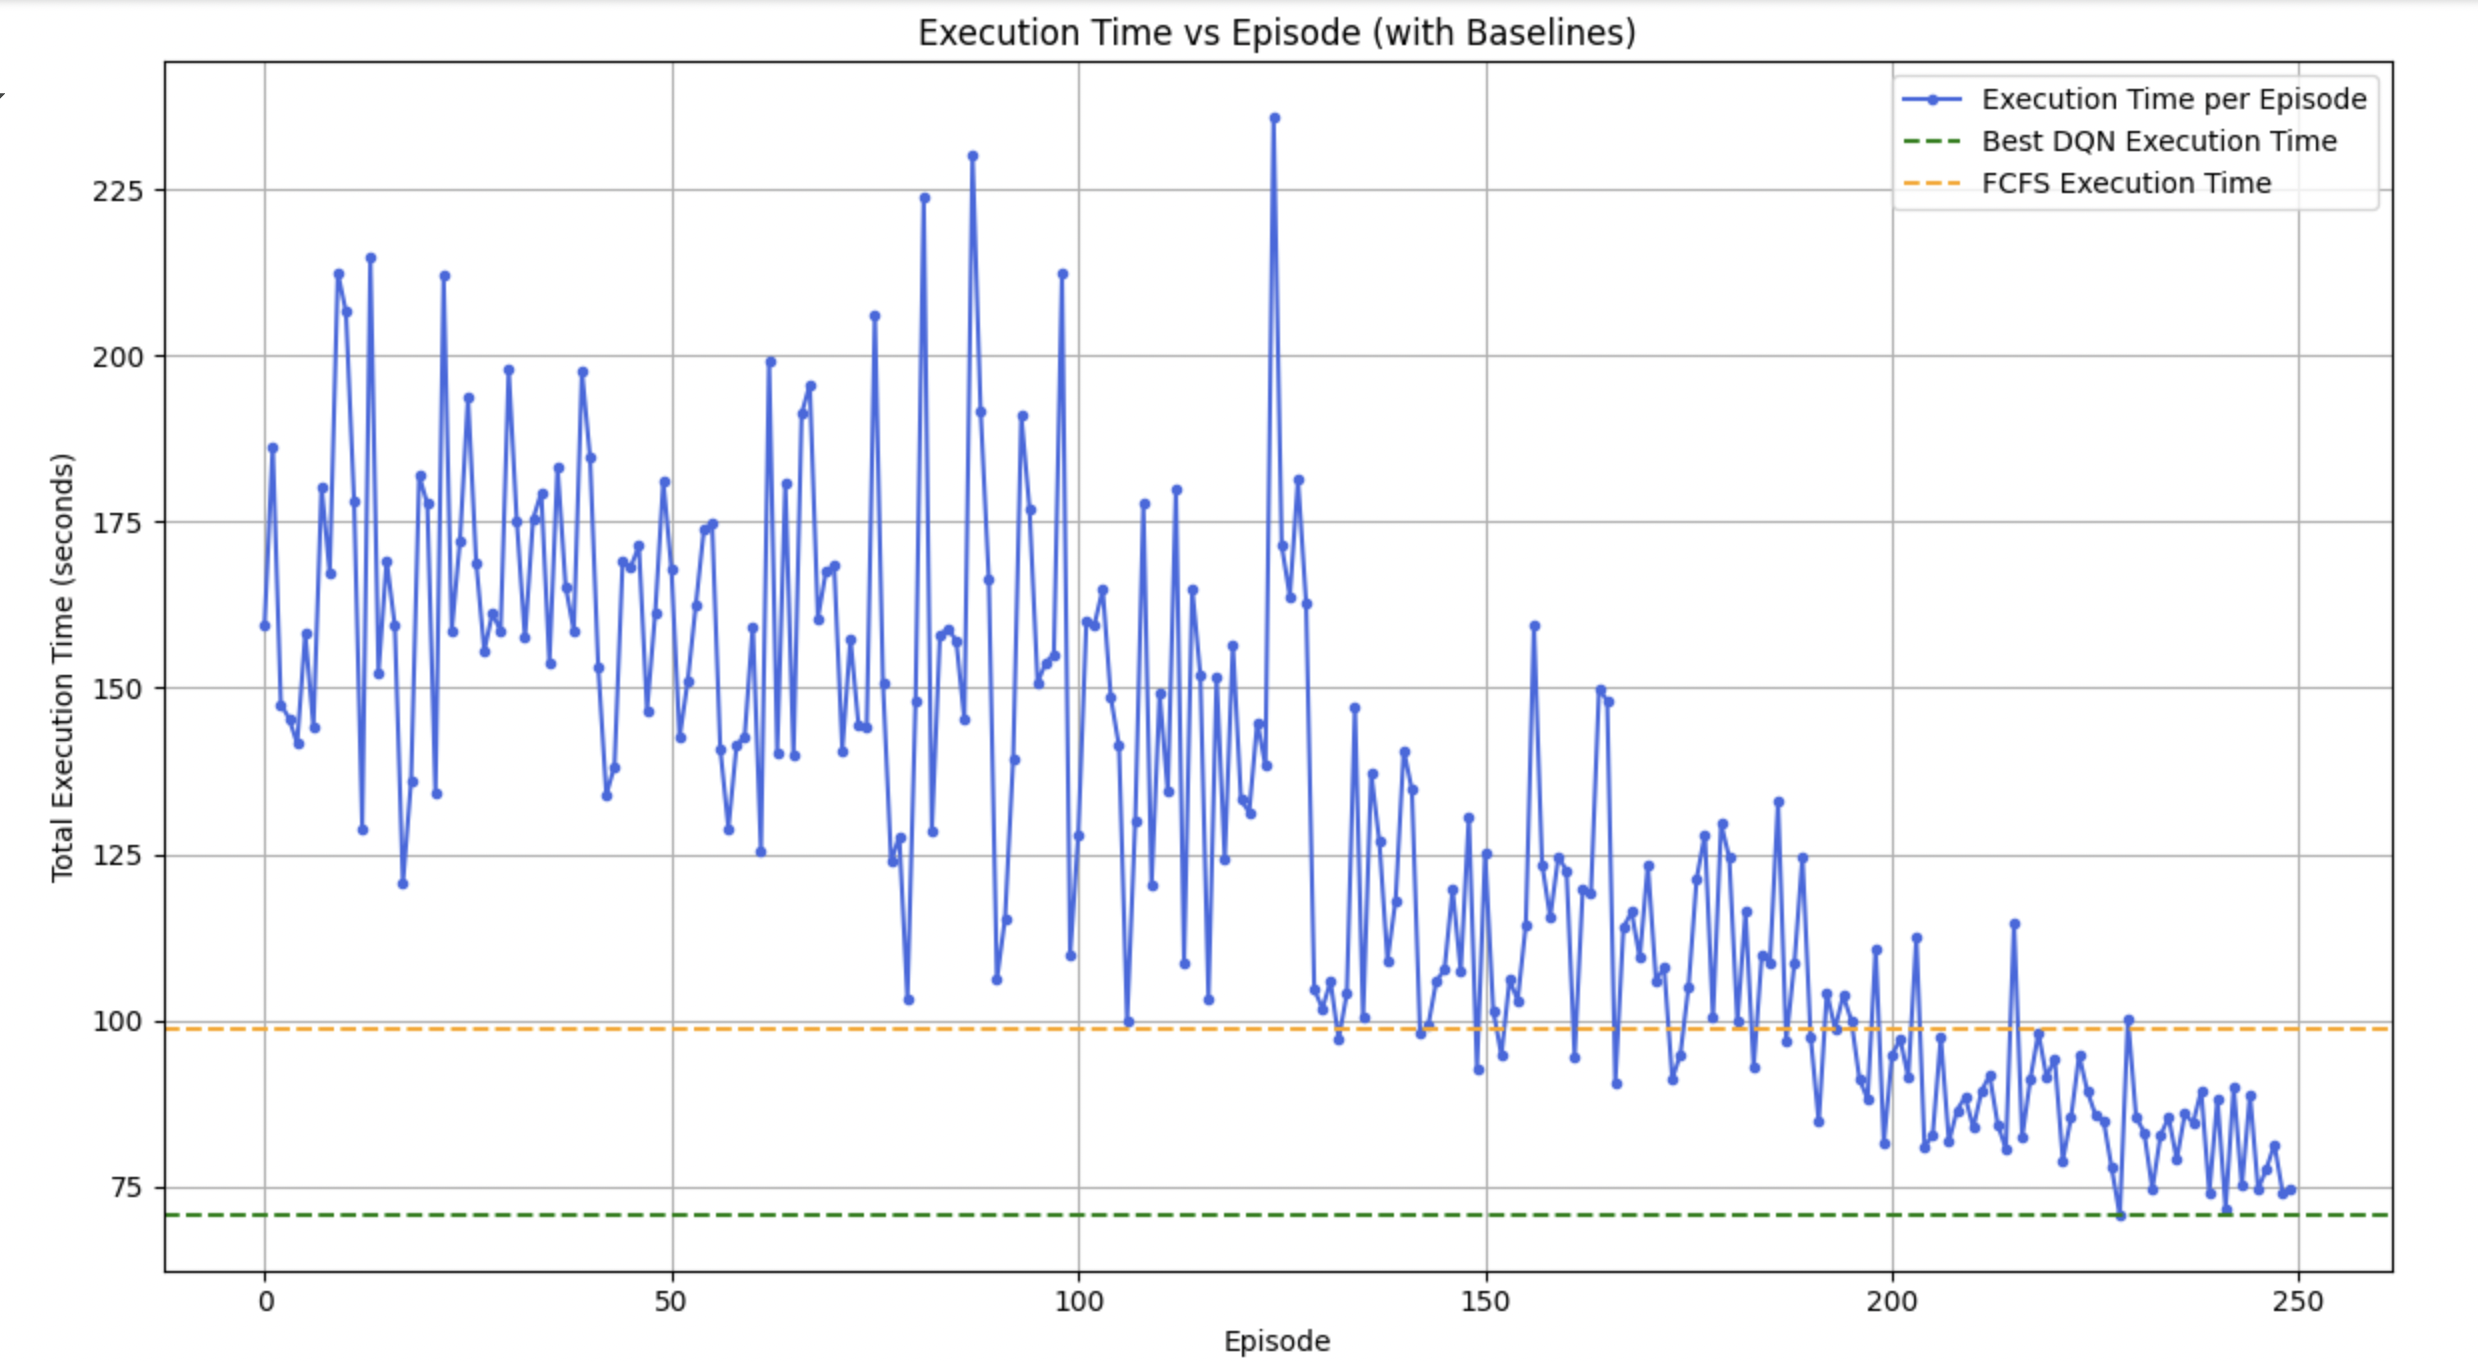 Execution Time vs Episode (with Baselines)
Execution Time per Episode
Best DQN Execution Time
FCFS Execution Time
Total Execution Time (seconds)
225
200
175
150
125
100
75
0 50 100 150 200 250
Episode